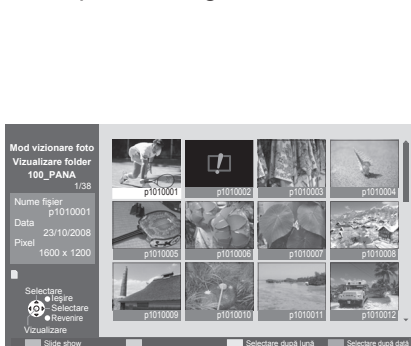 Mod vizionare foto
Vizualizare folder
100_PANA
1/38
Nume fişier
p1010001
Data
23/10/2008
Pixel
1600 x 1200
Selectare
Ieşire
Selectare
Revenire
Vizualizare
p1010001 p1010002 p1010003 p1010004
p1010005 p1010006 p1010007 p1010008
p1010009 p1010010 p1010011 p1010012
Slide show Selectare după lună Selectare după dată